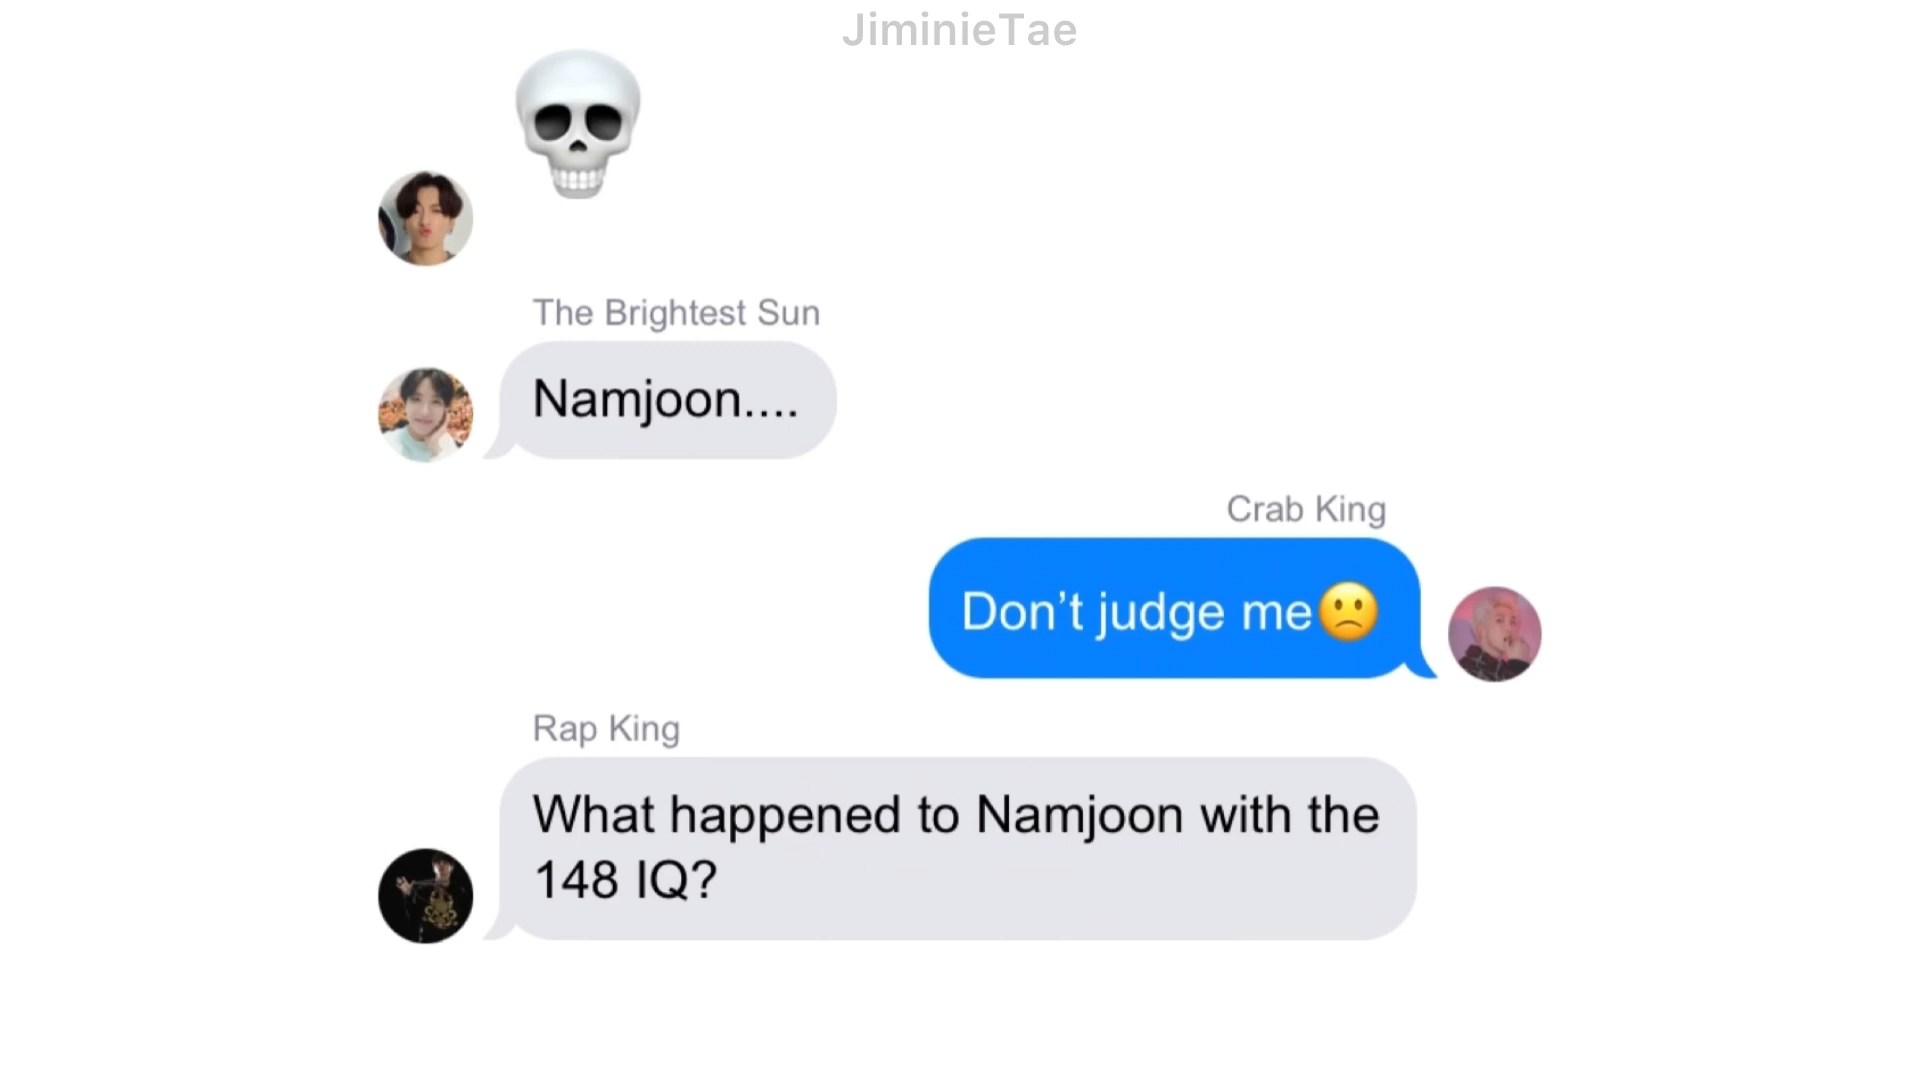 JiminieTae
The Brightest Sun
Namjoon....
Crab King
Don’t judge me🙁
Rap King
What happened to Namjoon with the
148 IQ?